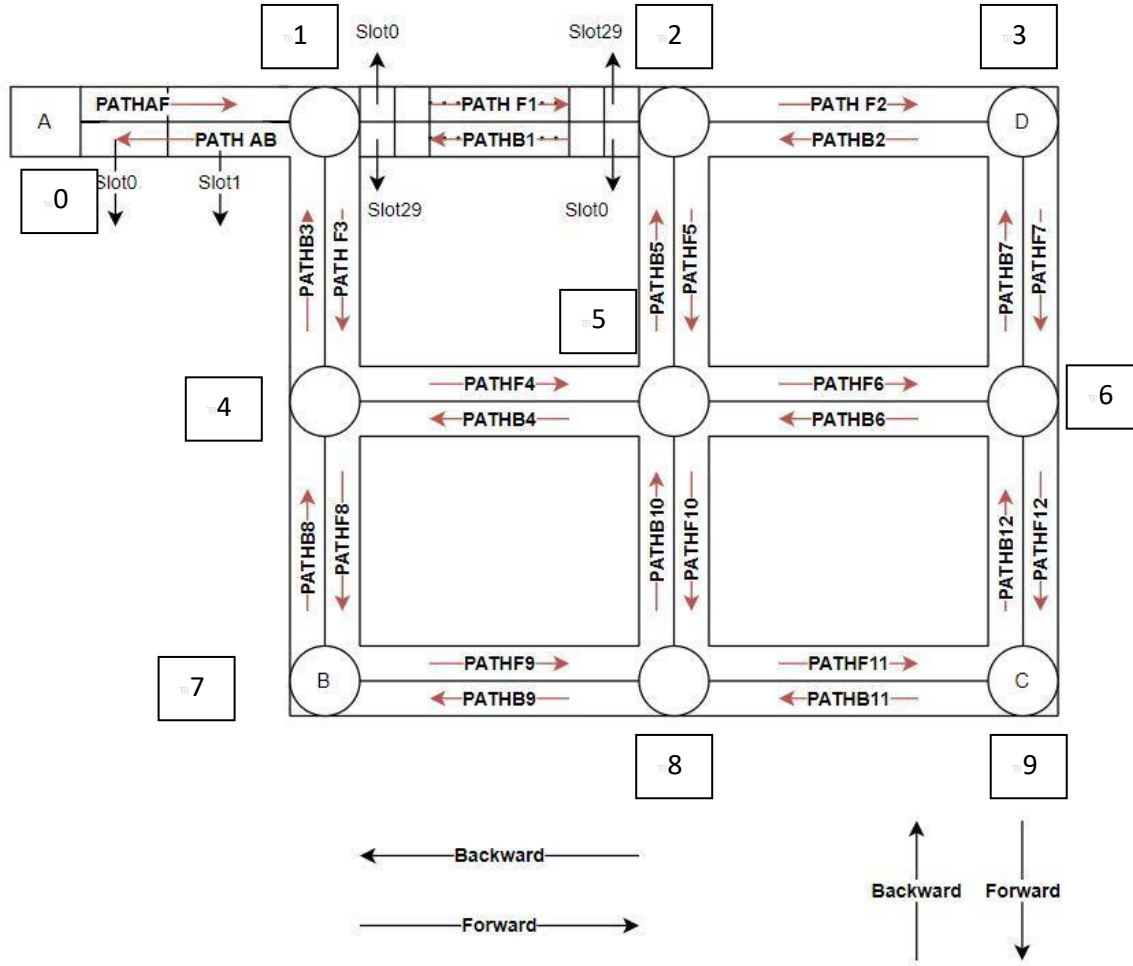 1
2
3
Slot0
Slot29
A
PATHAF
PATH AB
PATH F1
PATHB1
PATH F2
PATHB2
D
0
Slot0
Slot1
Slot29
Slot0
PATHB3
PATH F3
PATHB5
PATHF5
PATHB7
PATHF7
5
4
PATHF4
PATHB4
PATHF6
PATHB6
6
PATHB8
PATHF8
PATHB10
PATHF10
PATHB12
PATHF12
7
B
PATHF9
PATHB9
PATHF11
PATHB11
C
8
9
Backward
Forward
Backward
Forward